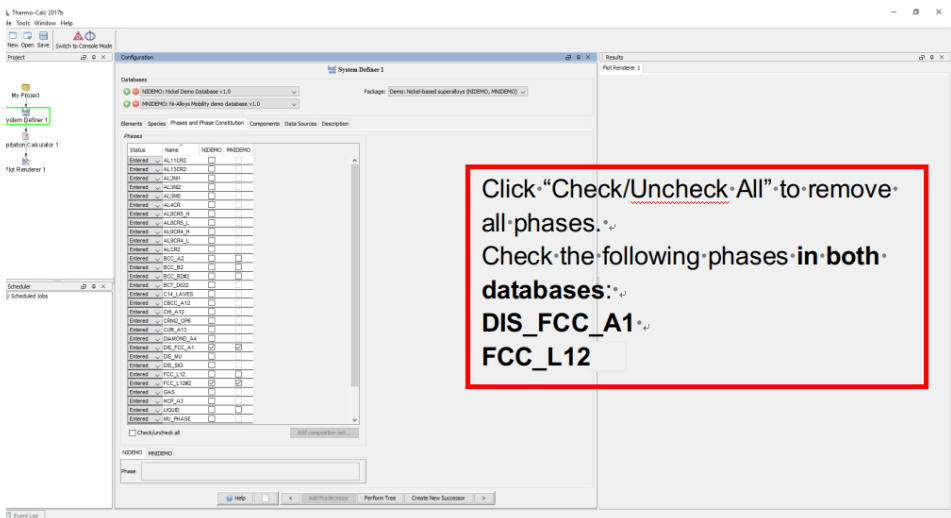 Thermo-Calc 2017b
Tools Window Help
New Open Save Switch to Console Mode
Project
My Project
ystem Definer 1
pitation Calculator 1
Plot Renderer 1
Scheduler
Scheduled Jobs
Event Log
Configuration
System Definer 1
Databases
NIDEMO: Nickel Demo Database v1.0
Package: Demo: Nickel-based superalloys (NIDEMO, MNIDEMO)
MNIDEMO: Ni-Alloys Mobility demo database v1.0
Elements Species Phases and Phase Constitution Components Data Sources Description
Phases
Status Name NIDEMO MNIDEMO
Entered AL11CR2
Entered AL13CR2
Entered AL3NI1
Entered AL3NI2
Entered AL3NI5
Entered AL4CR
Entered AL8CR5_H
Entered AL8CR5_L
Entered AL9CR4_H
Entered AL9CR4_L
Entered ALCR2
Entered BCC_A2
Entered BCC_B2
Entered BCC_B2#2
Entered BCT_D022
Entered C14_LAVES
Entered CBCC_A12
Entered CHI_A12
Entered CRNI2_OP6
Entered CUB_A13
Entered DIAMOND_A4
Entered DIS_FCC_A1
Entered DIS_MU
Entered DIS_SIG
Entered FCC_L12
Entered FCC_L12#2
Entered GAS
Entered HCP_A3
Entered LIQUID
Entered MU_PHASE
Check/uncheck all
Add composition set...
NIDEMO MNIDEMO
Phase
Help < Add Predecessor Perform Tree Create New Successor >
Results
Plot Renderer 1
Click “Check/Uncheck All” to remove
all phases.
Check the following phases in both
databases:
DIS_FCC_A1
FCC_L12